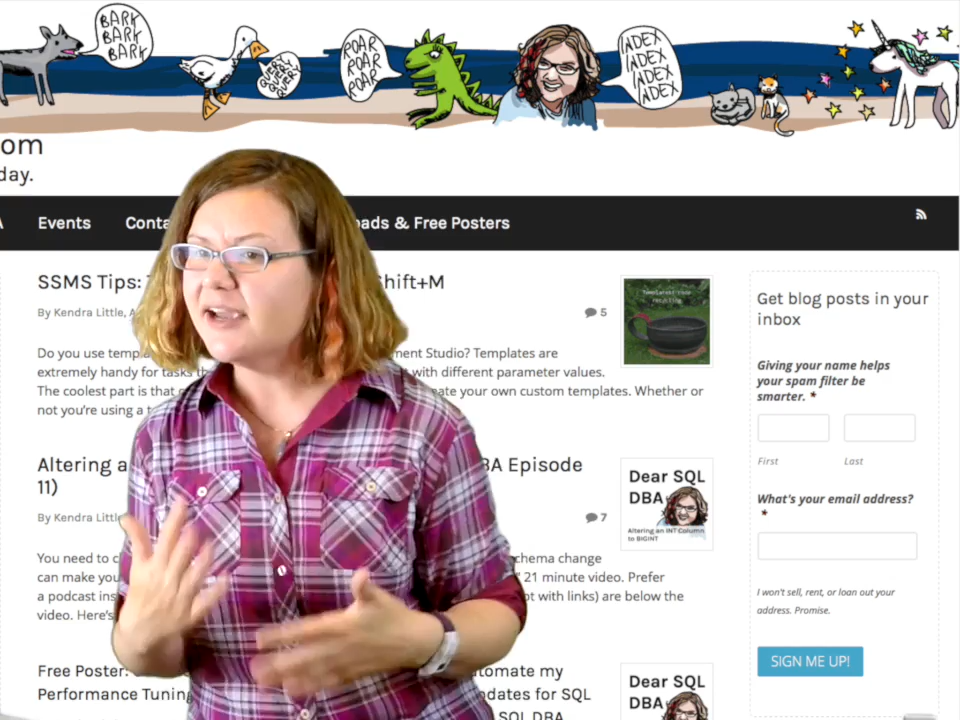 BARK
BARK
BARK
QUERY
QUERY
QUERY
ROAR
ROAR
ROAR
INDEX
INDEX
INDEX
INDEX
om
day.
A Events Conta oads & Free Posters
SSMS Tips: hift+M
By Kendra Little, A 5
Do you use temp ment Studio? Templates are
extremely handy for tasks th with different parameter values.
The coolest part is that eate your own custom templates. Whether or
not you're using a t
Altering a BA Episode
11)
By Kendra Little 7
You need to c chema change
can make you " 21 minute video. Prefer
a podcast ins pt with links) are below the
video. Here's
Free Poster: tomate my
Performance Tuning pdates for SQL
SQL DBA
Dear SQL
DBA
Altering an INT Column
to BIGINT
Dear SQL
DBA
Get blog posts in your
inbox
Giving your name helps
your spam filter be
smarter. *
First Last
What's your email address?
*
I won't sell, rent, or loan out your
address. Promise.
SIGN ME UP!